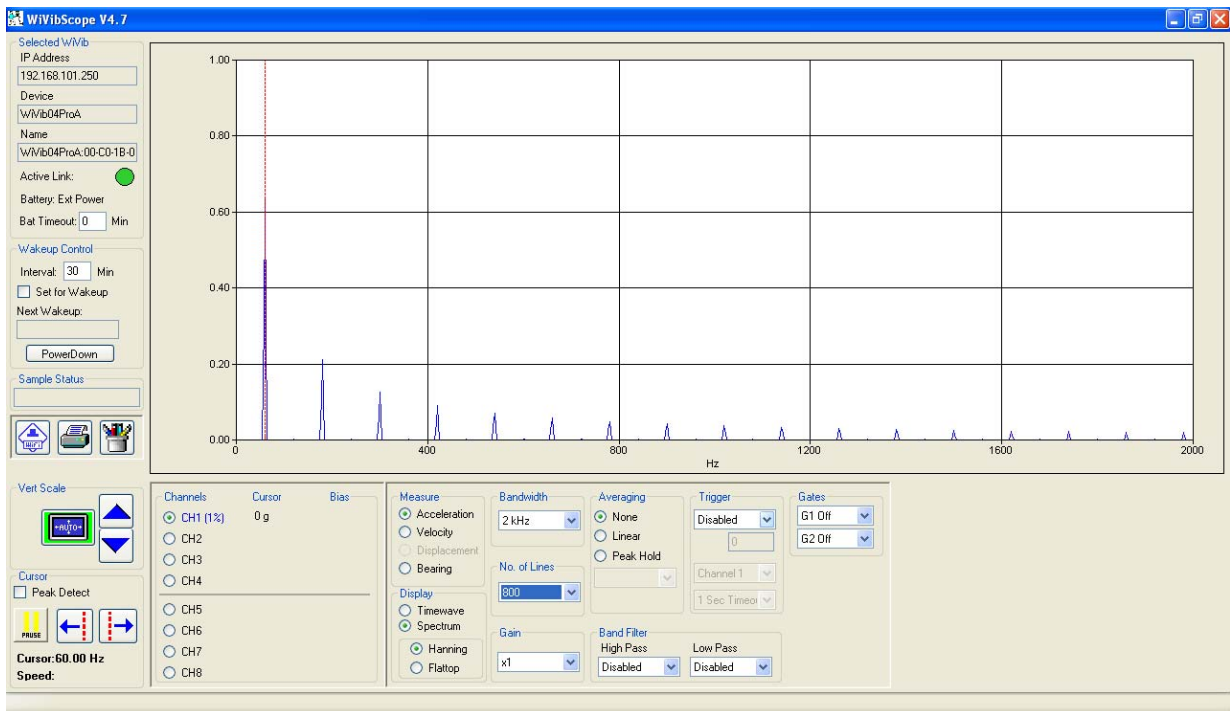 WiVibScope V4.7
Selected WiVib
IP Address
192.168.101.250
Device
WiVib04ProA
Name
WiVib04ProA:00-C0-1B-0
Active Link:
Battery: Ext Power
Bat Timeout: 0 Min
Wakeup Control
Interval: 30 Min
Set for Wakeup
Next Wakeup:
PowerDown
Sample Status
1.00
0.80
0.60
0.40
0.20
0.00
0 400 800 1200 1600 2000
Hz
Vert Scale
AUTO
Cursor
Peak Detect
PAUSE
Cursor:60.00 Hz
Speed:
Channels Cursor Bias
CH1 (1%) 0 g
CH2
CH3
CH4
CH5
CH6
CH7
CH8
Measure
Acceleration
Velocity
Displacement
Bearing
Display
Timewave
Spectrum
Hanning
Flattop
Bandwidth
2 kHz
No. of Lines
800
Gain
x1
Averaging
None
Linear
Peak Hold
Band Filter
High Pass Low Pass
Disabled Disabled
Trigger
Disabled
0
Channel 1
1 Sec Timeo
Gates
G1 Off
G2 Off